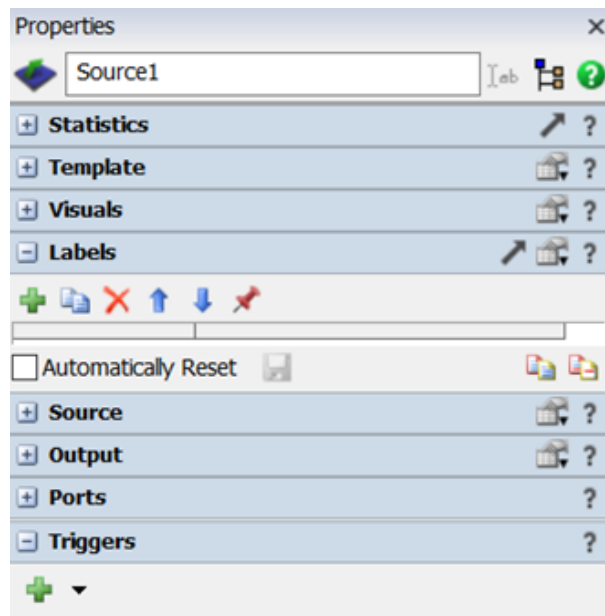 Properties
Source1
Statistics ?
Template ?
Visuals ?
Labels ?
Automatically Reset
Source ?
Output ?
Ports ?
Triggers ?